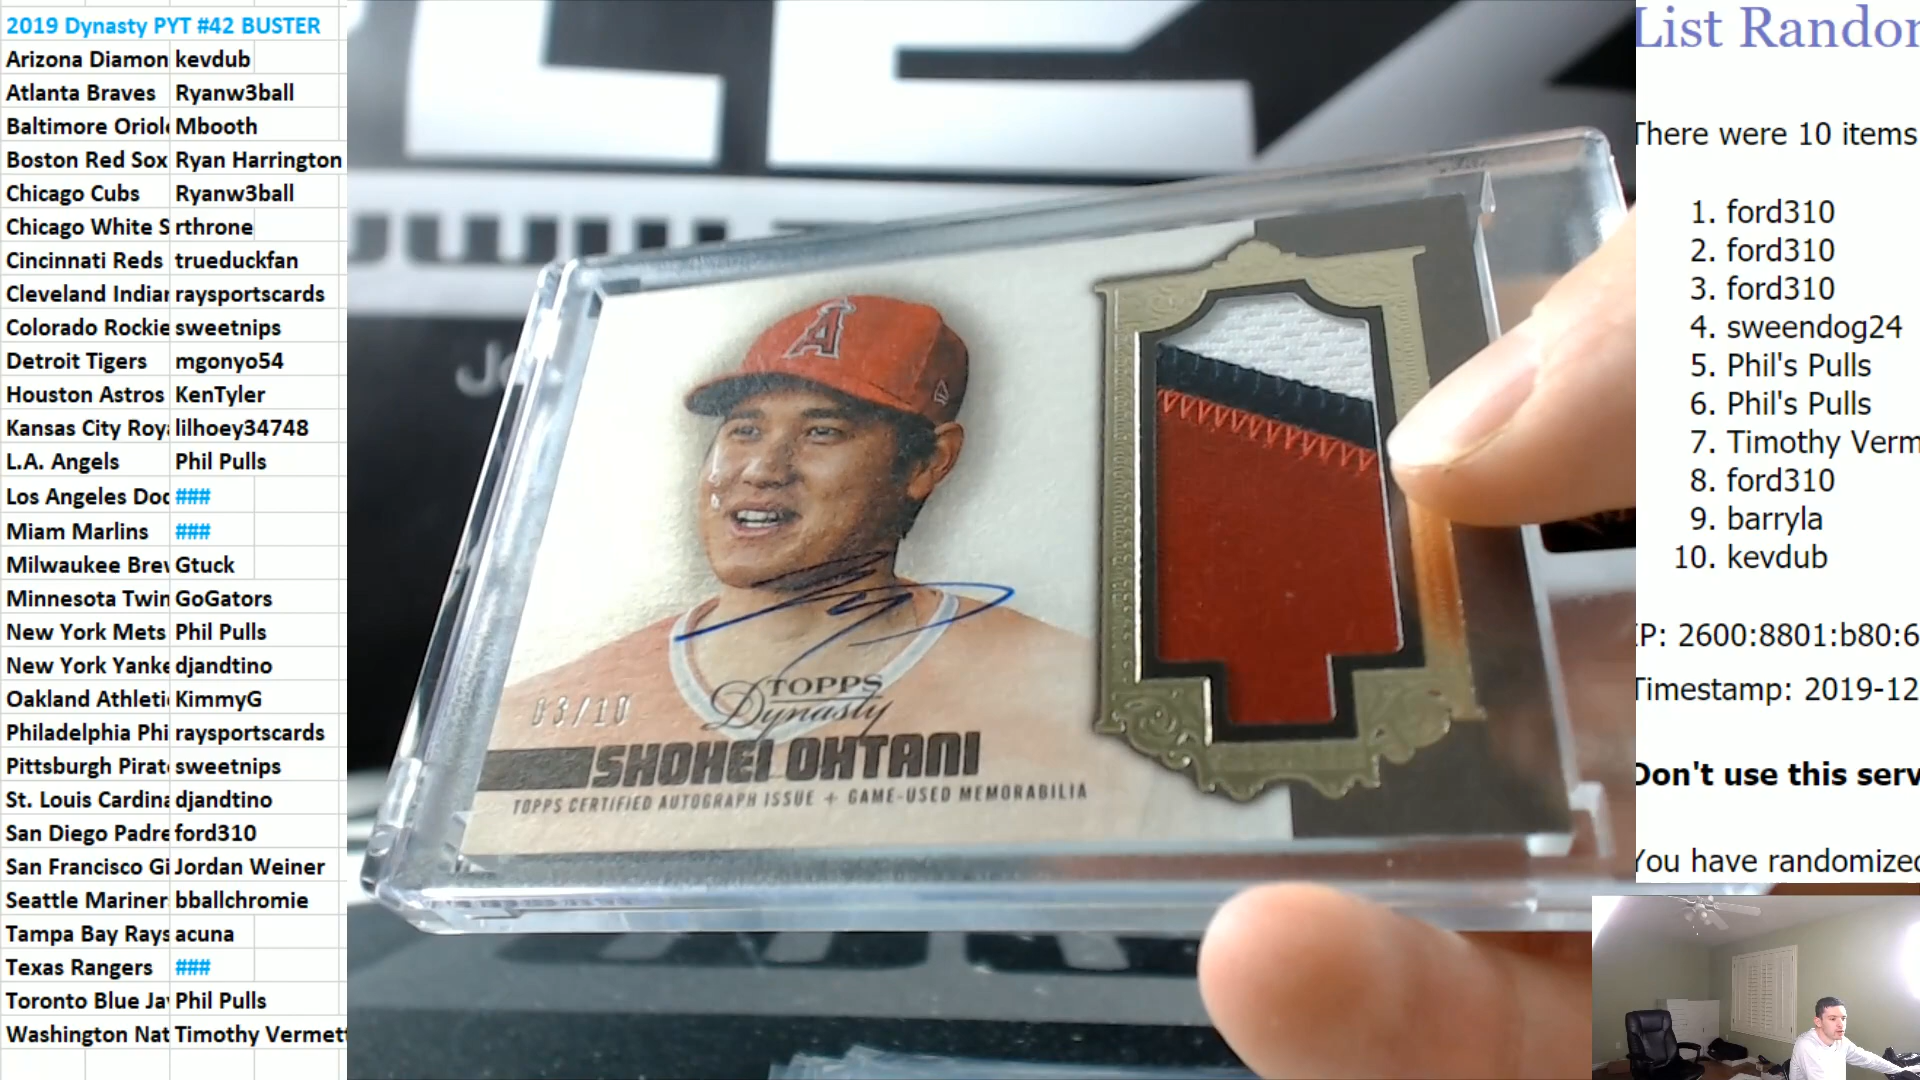 2019 Dynasty PYT #42 BUSTER
Arizona Diamon kevdub
Atlanta Braves Ryanw3ball
Baltimore Oriol Mbooth
Boston Red Sox Ryan Harrington
Chicago Cubs Ryanw3ball
Chicago White S rthrone
Cincinnati Reds trueduckfan
Cleveland Indian raysportscards
Colorado Rockie sweetnips
Detroit Tigers mgonyo54
Houston Astros KenTyler
Kansas City Roy lilhoey34748
L.A. Angels Phil Pulls
Los Angeles Doc ###
Miam Marlins ###
Milwaukee Brew Gtuck
Minnesota Twin GoGators
New York Mets Phil Pulls
New York Yanke djandtino
Oakland Athleti KimmyG
Philadelphia Phi raysportscards
Pittsburgh Pirat sweetnips
St. Louis Cardina djandtino
San Diego Padre ford310
San Francisco Gi Jordan Weiner
Seattle Mariner bballchromie
Tampa Bay Rays acuna
Texas Rangers ###
Toronto Blue Ja Phil Pulls
Washington Nat Timothy Vermett
A
03/10
TOPPS
Dynasty
SHOHEI OHTANI
TOPPS CERTIFIED AUTOGRAPH ISSUE + GAME-USED MEMORABILIA
List Randor
There were 10 items
1. ford310
2. ford310
3. ford310
4. sweendog24
5. Phil's Pulls
6. Phil's Pulls
7. Timothy Verm
8. ford310
9. barryla
10. kevdub
IP: 2600:8801:b80:6
Timestamp: 2019-12
Don't use this serv
You have randomized